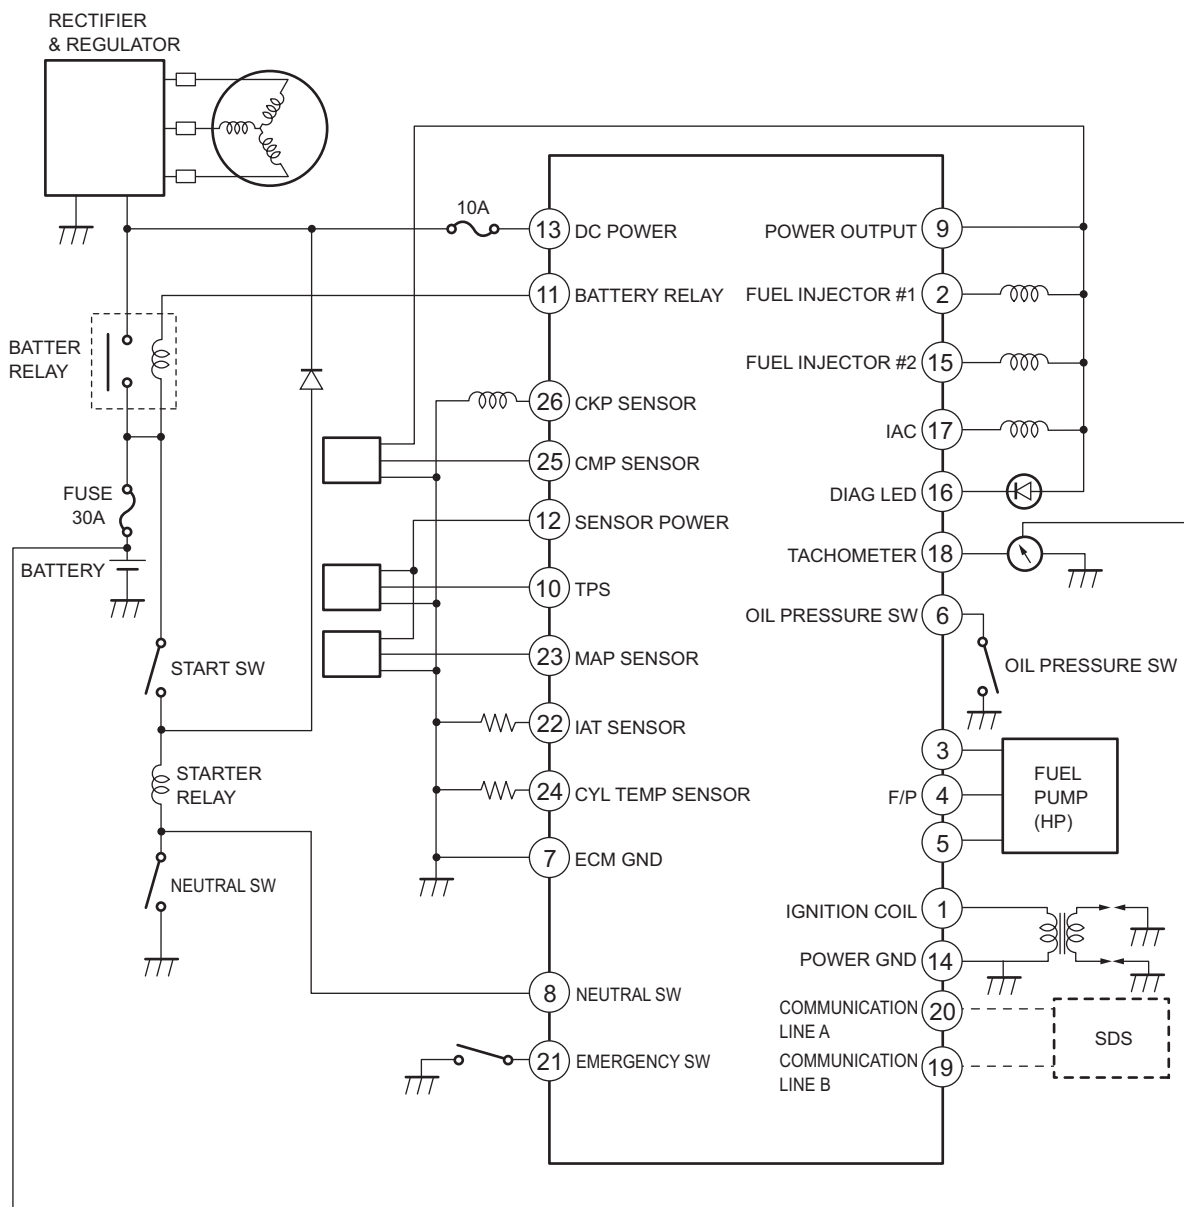 RECTIFIER
& REGULATOR
10A
13 DC POWER
POWER OUTPUT 9
11 BATTERY RELAY
FUEL INJECTOR #1 2
BATTER
RELAY
FUEL INJECTOR #2 15
26 CKP SENSOR
IAC 17
25 CMP SENSOR
FUSE
30A
DIAG LED 16
12 SENSOR POWER
TACHOMETER 18
BATTERY
10 TPS
OIL PRESSURE SW 6
START SW
23 MAP SENSOR
OIL PRESSURE SW
22 IAT SENSOR
3
STARTER
RELAY
24 CYL TEMP SENSOR
F/P 4
FUEL
PUMP
(HP)
5
7 ECM GND
NEUTRAL SW
IGNITION COIL 1
POWER GND 14
8 NEUTRAL SW
COMMUNICATION
LINE A
20
SDS
21 EMERGENCY SW
COMMUNICATION
LINE B
19